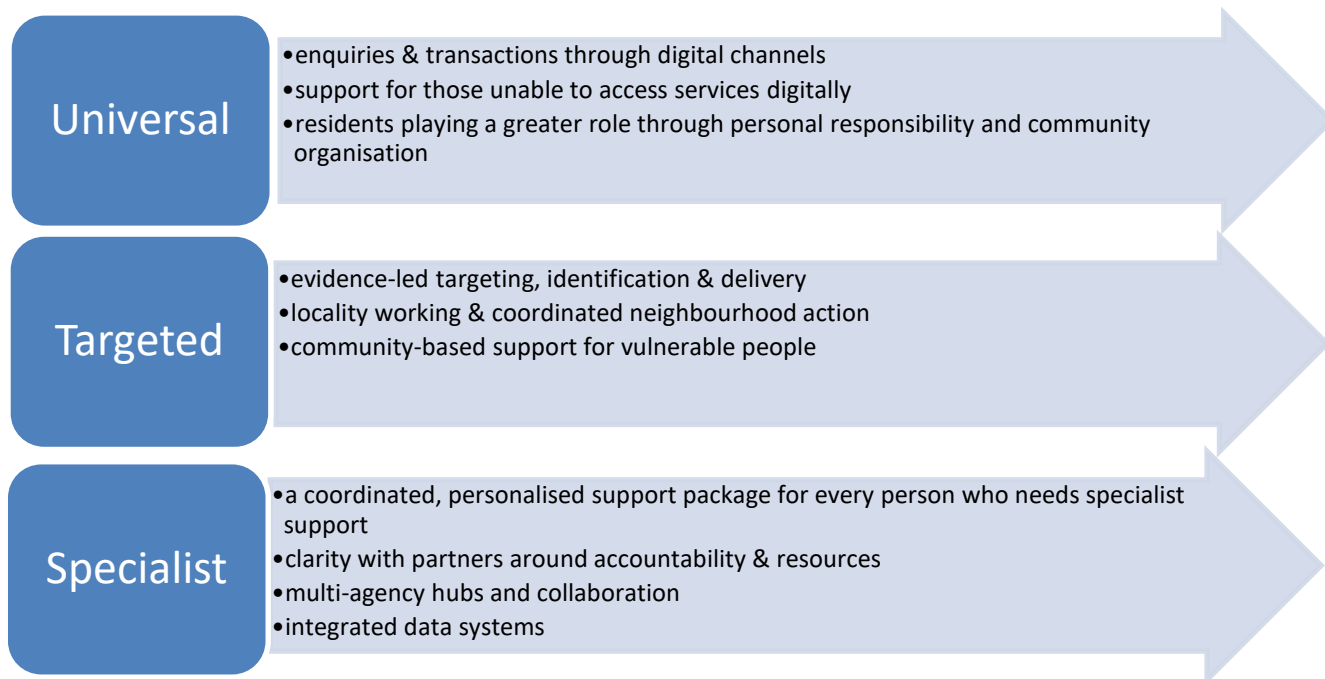 Universal
•enquiries & transactions through digital channels
•support for those unable to access services digitally
•residents playing a greater role through personal responsibility and community
organisation
Targeted
•evidence-led targeting, identification & delivery
•locality working & coordinated neighbourhood action
•community-based support for vulnerable people
Specialist
•a coordinated, personalised support package for every person who needs specialist
support
•clarity with partners around accountability & resources
•multi-agency hubs and collaboration
•integrated data systems